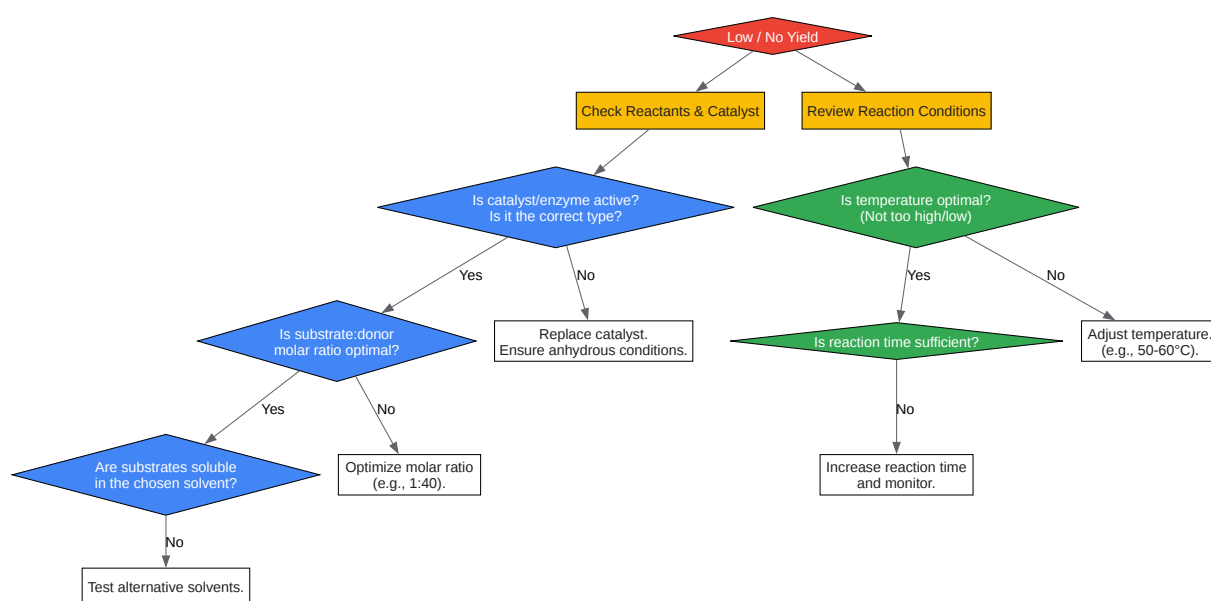 Low / No Yield
Check Reactants & Catalyst
Review Reaction Conditions
Is catalyst/enzyme active?
Is it the correct type?
Is temperature optimal?
(Not too high/low)
Yes
No
Yes
No
Is substrate:donor
molar ratio optimal?
Replace catalyst.
Ensure anhydrous conditions.
Is reaction time sufficient?
Adjust temperature.
(e.g., 50-60°C).
Yes
No
No
Are substrates soluble
in the chosen solvent?
Optimize molar ratio
(e.g., 1:40).
Increase reaction time
and monitor.
No
Test alternative solvents.